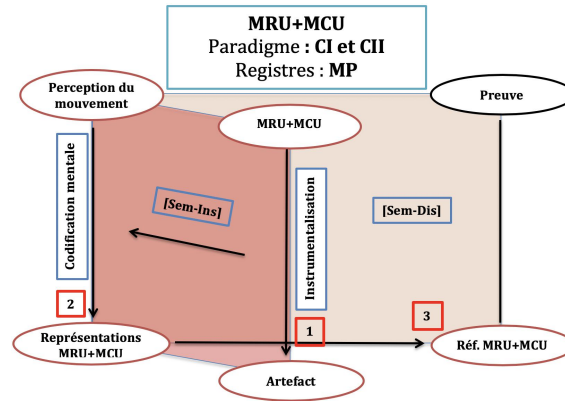 MRU+MCU
Paradigme : CI et CII
Registres : MP
Perception du
mouvement
Preuve
MRU+MCU
Codification mentale
[Sem-Ins]
Instrumentalisation
[Sem-Dis]
2
1
3
Représentations
MRU+MCU
Réf. MRU+MCU
Artefact